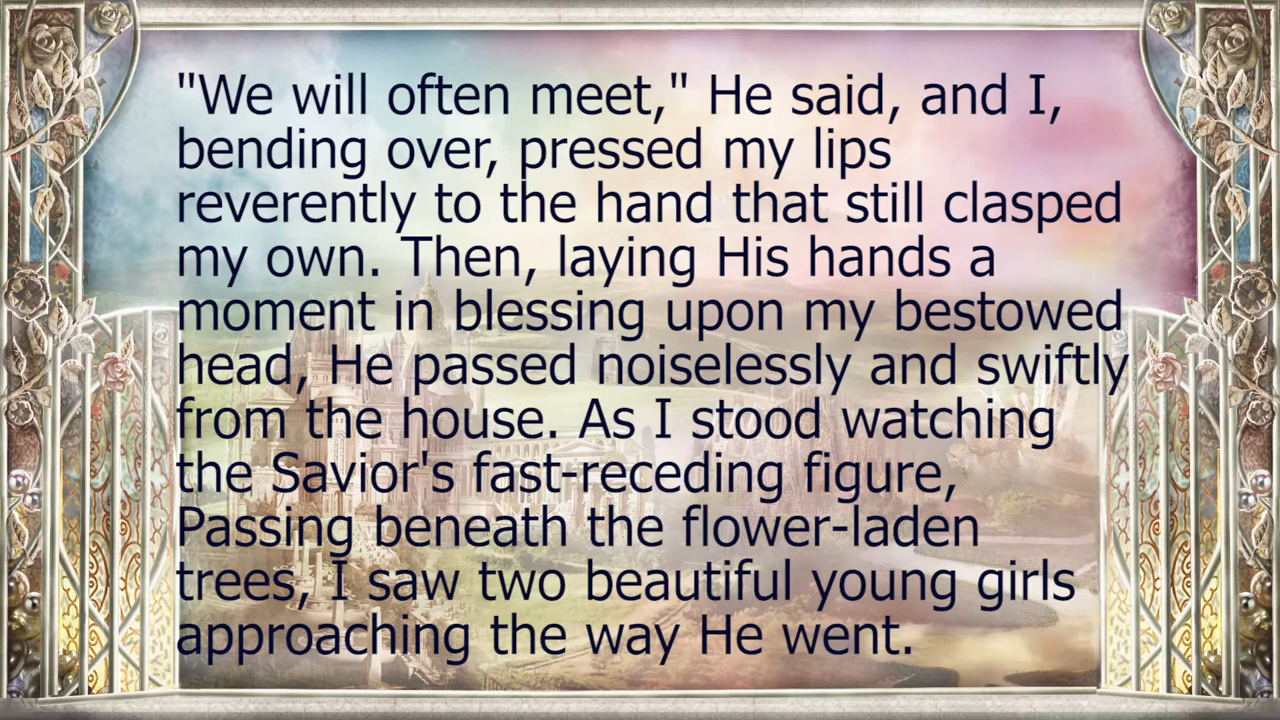 "We will often meet," He said, and I,
bending over, pressed my lips
reverently to the hand that still clasped
my own. Then, laying His hands a
moment in blessing upon my bestowed
head, He passed noiselessly and swiftly
from the house. As I stood watching
the Savior's fast-receding figure,
Passing beneath the flower-laden
trees, I saw two beautiful young girls
approaching the way He went.